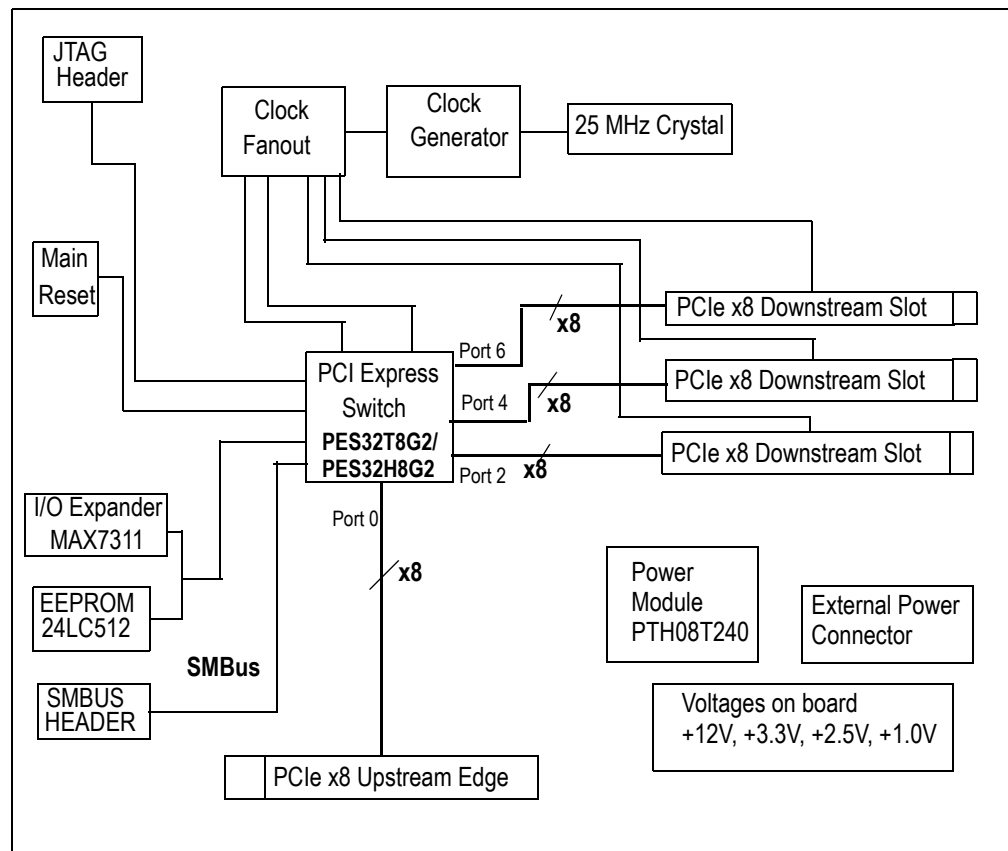 JTAG
Header
Clock
Fanout
Clock
Generator
25 MHz Crystal
Main
Reset
PCIe x8 Downstream Slot
x8
Port 6
PCI Express
Switch
PES32T8G2/
PES32H8G2
PCIe x8 Downstream Slot
Port 4
x8
PCIe x8 Downstream Slot
Port 2
x8
I/O Expander
MAX7311
Port 0
x8
EEPROM
24LC512
Power
Module
PTH08T240
External Power
Connector
SMBus
SMBUS
HEADER
Voltages on board
+12V, +3.3V, +2.5V, +1.0V
PCIe x8 Upstream Edge